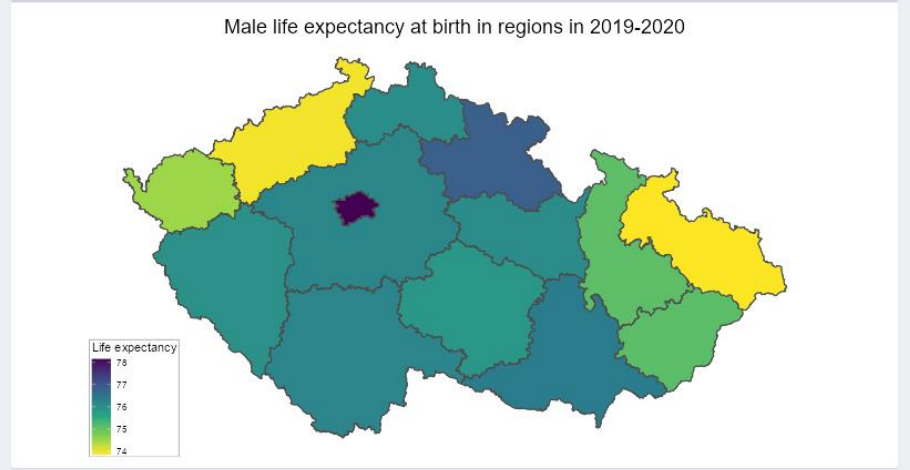 Male life expectancy at birth in regions in 2019-2020
Life expectancy
78
77
76
75
74